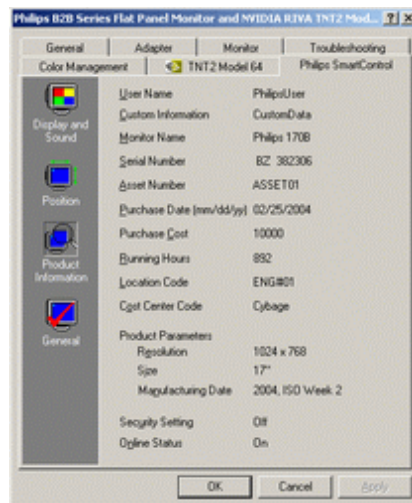 Philips B2B Series Flat Panel Monitor and NVIDIA RIVA TNT2 Mod...
General Adapter Monitor Troubleshooting
Color Management TNT2 Model 64 Philips SmartControl
Display and Sound
Position
Product Information
General
User Name PhilipsUser
Custom Information CustomData
Monitor Name Philips 170B
Serial Number BZ 382306
Asset Number ASSET01
Purchase Date (mm/dd/yy) 02/25/2004
Purchase Cost 10000
Running Hours 892
Location Code ENG#01
Cost Center Code Cybage
Product Parameters
Resolution 1024 x 768
Size 17"
Manufacturing Date 2004, ISO Week 2
Security Setting Off
Online Status On
OK Cancel Apply